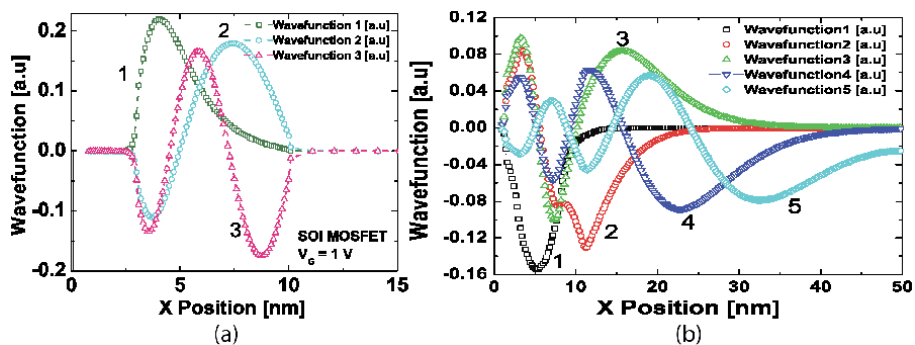 0.2
0.1
0.0
-0.1
-0.2
Wavefunction [a.u]
1
2
3
Wavefunction 1 [a.u]
Wavefunction 2 [a.u]
Wavefunction 3 [a.u]
SOI MOSFET
V_G = 1 V
0 5 10 15
X Position [nm]
(a)
0.12
0.08
0.04
0.00
-0.04
-0.08
-0.12
-0.16
Wavefunction [a.u]
3
1
2
4
5
Wavefunction1 [a.u]
Wavefunction2 [a.u]
Wavefunction3 [a.u]
Wavefunction4 [a.u]
Wavefunction5 [a.u]
0 10 20 30 40 50
X Position [nm]
(b)